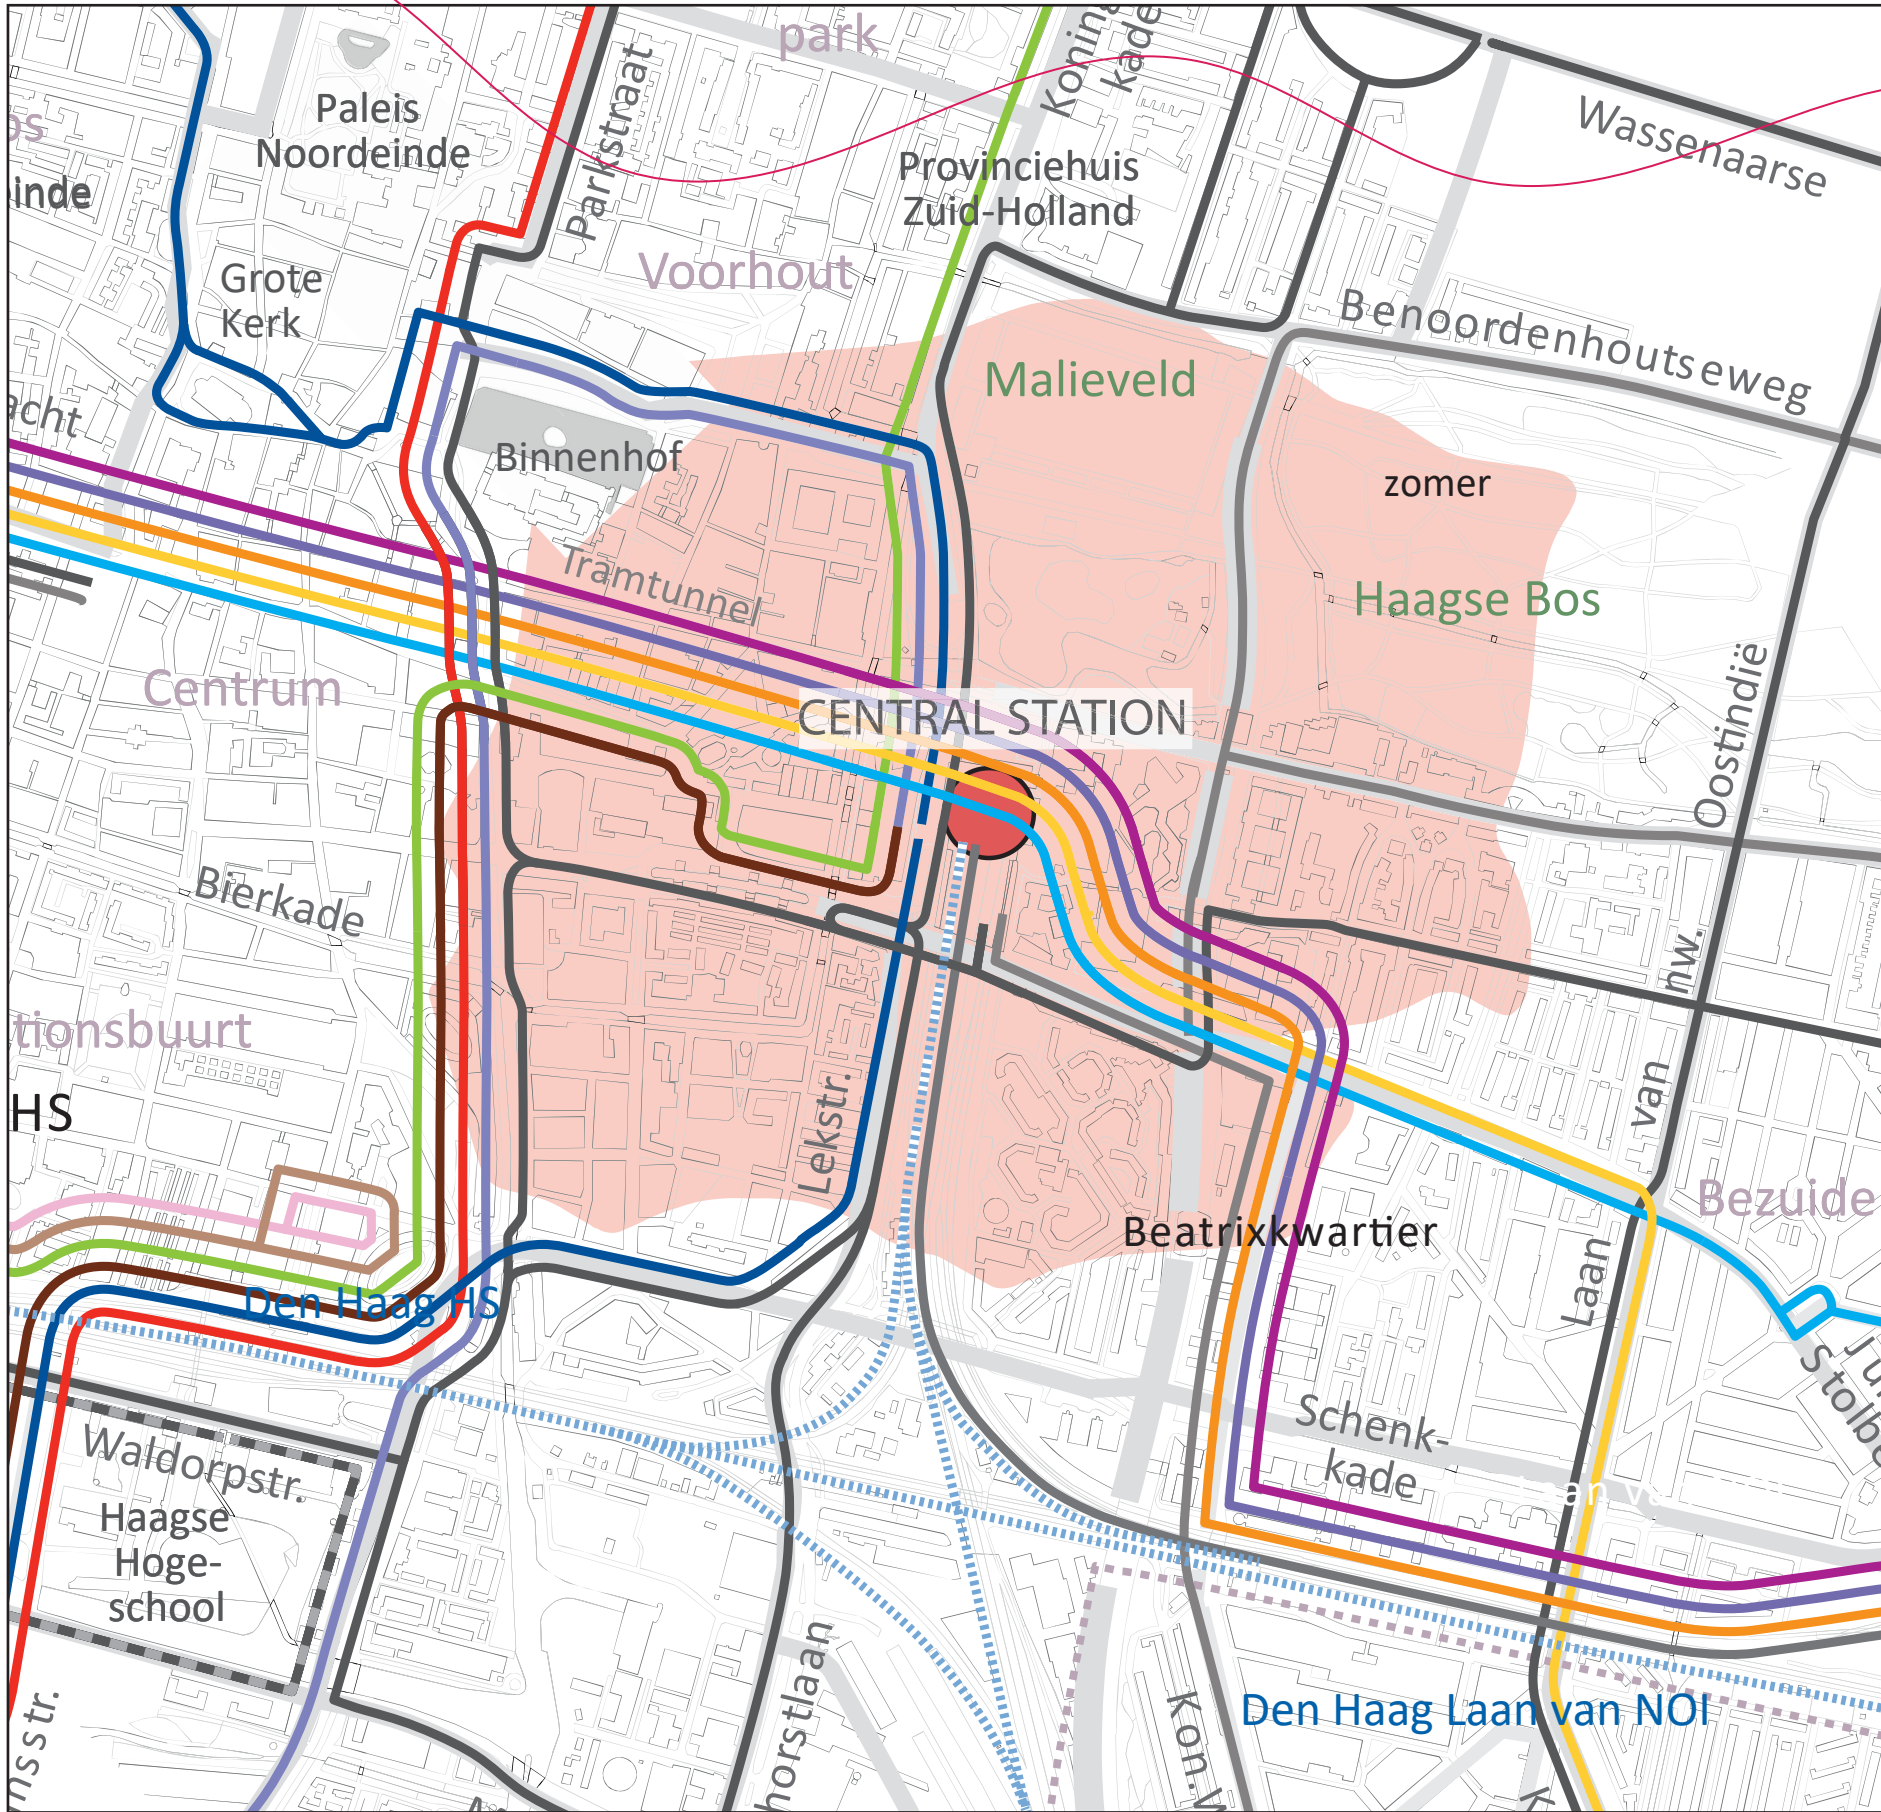 park
Paleis
Noordeinde
Parkstraat
Provinciehuis
Zuid-Holland
Wassenaarse
inde
Grote
Kerk
Voorhout
Malieveld
Benoordenhoutseweg
acht
Binnenhof
zomer
Tramtunnel
Haagse Bos
Centrum
CENTRAL STATION
Oostindië
Bierkade
nw.
tionsbuurt
HS
Lekstr.
van
Beatrixkwartier
Bezuide
Laan
Den Haag HS
Schenk-
kade
Waldorpstr.
Haagse
Hoge-
school
horstlaan
Kon.W
Den Haag Laan van NOI
nsstr.